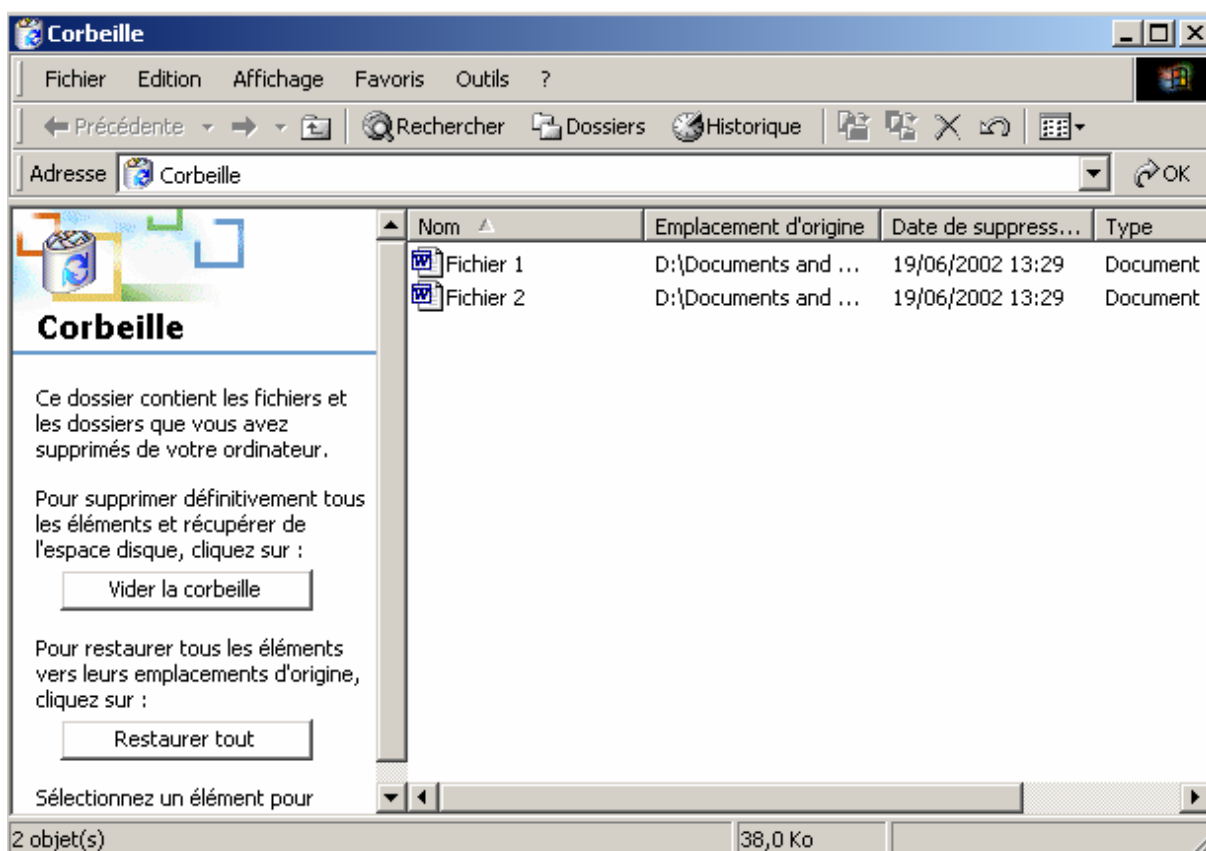 Corbeille
Fichier Edition Affichage Favoris Outils ?
Précédente Rechercher Dossiers Historique
Adresse Corbeille OK
Corbeille
Ce dossier contient les fichiers et
les dossiers que vous avez
supprimés de votre ordinateur.
Pour supprimer définitivement tous
les éléments et récupérer de
l'espace disque, cliquez sur :
Vider la corbeille
Pour restaurer tous les éléments
vers leurs emplacements d'origine,
cliquez sur :
Restaurer tout
Sélectionnez un élément pour
Nom Emplacement d'origine Date de suppress... Type
Fichier 1 D:\Documents and ... 19/06/2002 13:29 Document
Fichier 2 D:\Documents and ... 19/06/2002 13:29 Document
2 objet(s) 38,0 Ko